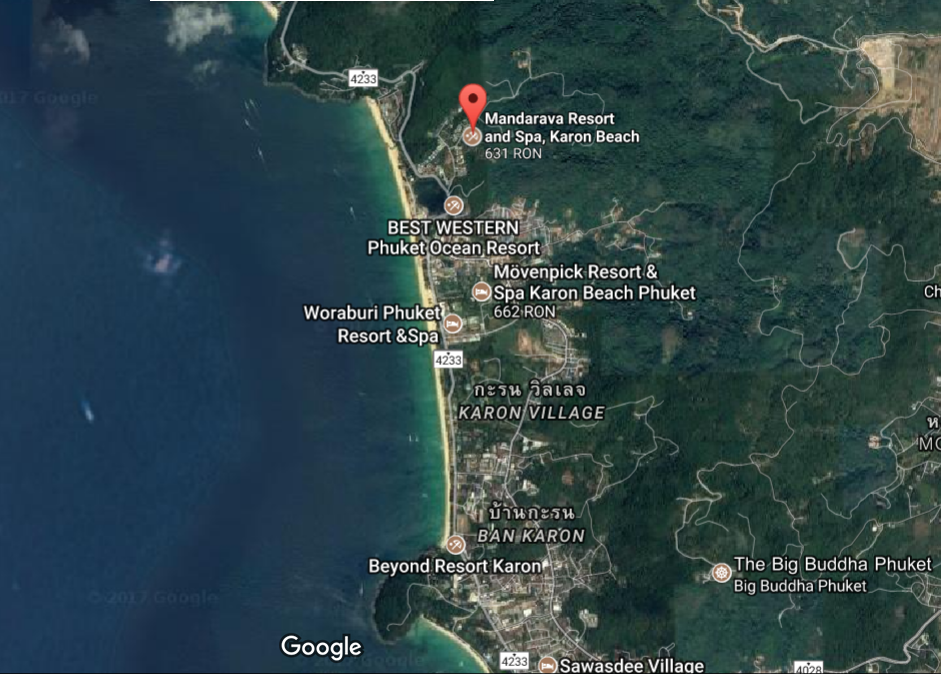 4233
2017 Google
Mandarava Resort
and Spa, Karon Beach
631 RON
BEST WESTERN
Phuket Ocean Resort
Mövenpick Resort &
Spa Karon Beach Phuket
662 RON
Ch
Woraburi Phuket
Resort &Spa
4233
กะรน วิลเลจ
KARON VILLAGE
ห
MO
บ้านกะรน
BAN KARON
Beyond Resort Karon
The Big Buddha Phuket
Big Buddha Phuket
© 2017 Google
Google
Google
4233
Sawasdee Village
4028